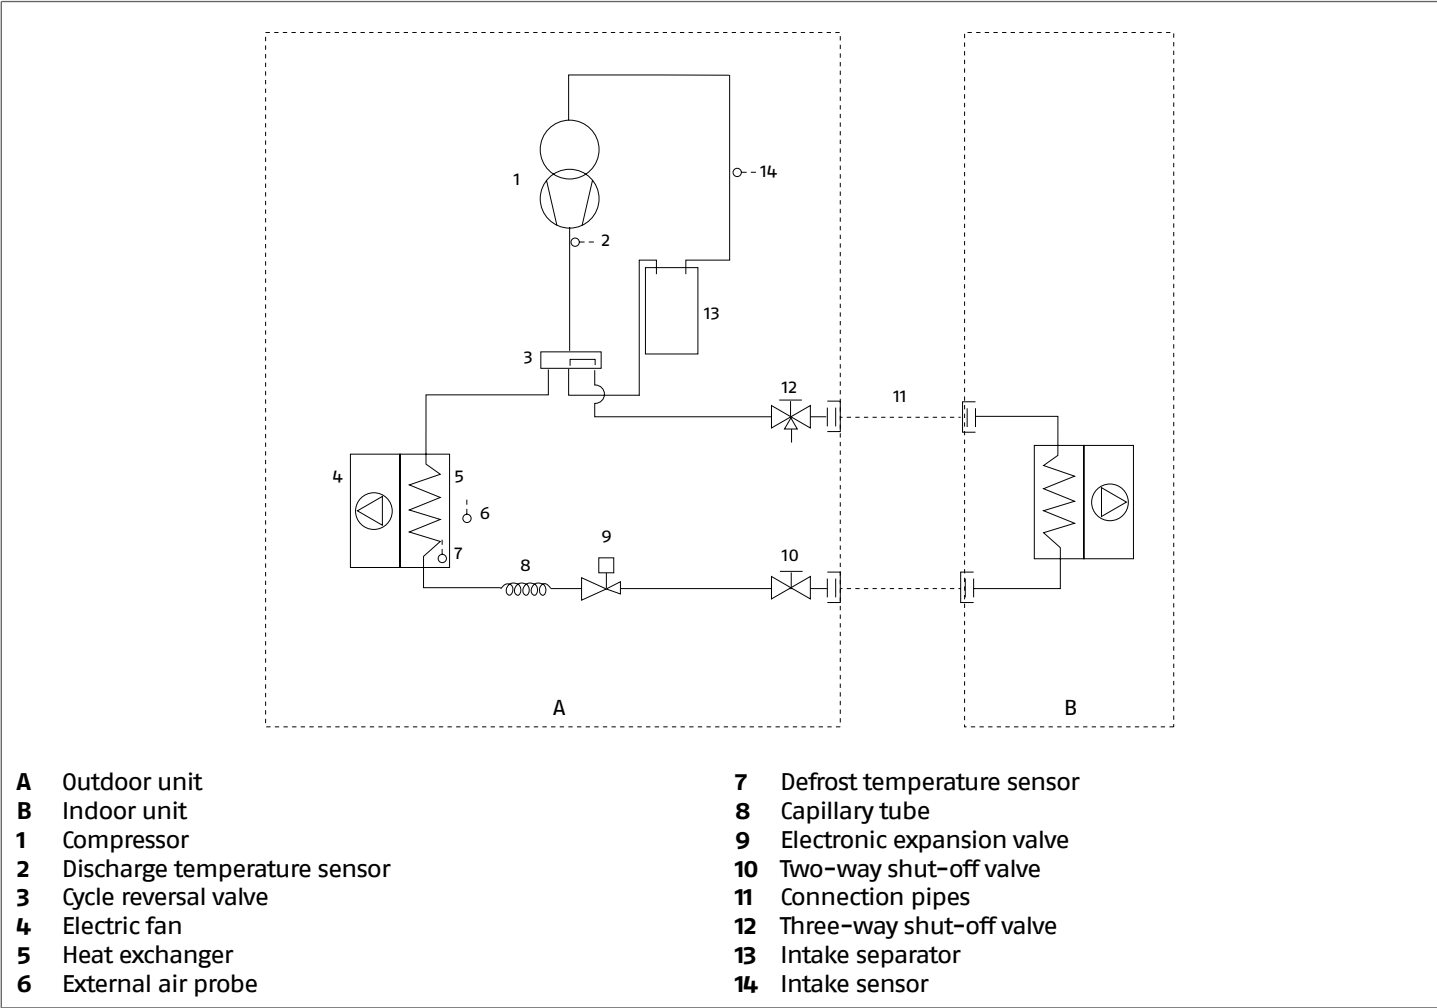 1
14
2
13
3
12
11
4
5
6
7
9
8
10
A
B
A Outdoor unit
B Indoor unit
1 Compressor
2 Discharge temperature sensor
3 Cycle reversal valve
4 Electric fan
5 Heat exchanger
6 External air probe
7 Defrost temperature sensor
8 Capillary tube
9 Electronic expansion valve
10 Two-way shut-off valve
11 Connection pipes
12 Three-way shut-off valve
13 Intake separator
14 Intake sensor